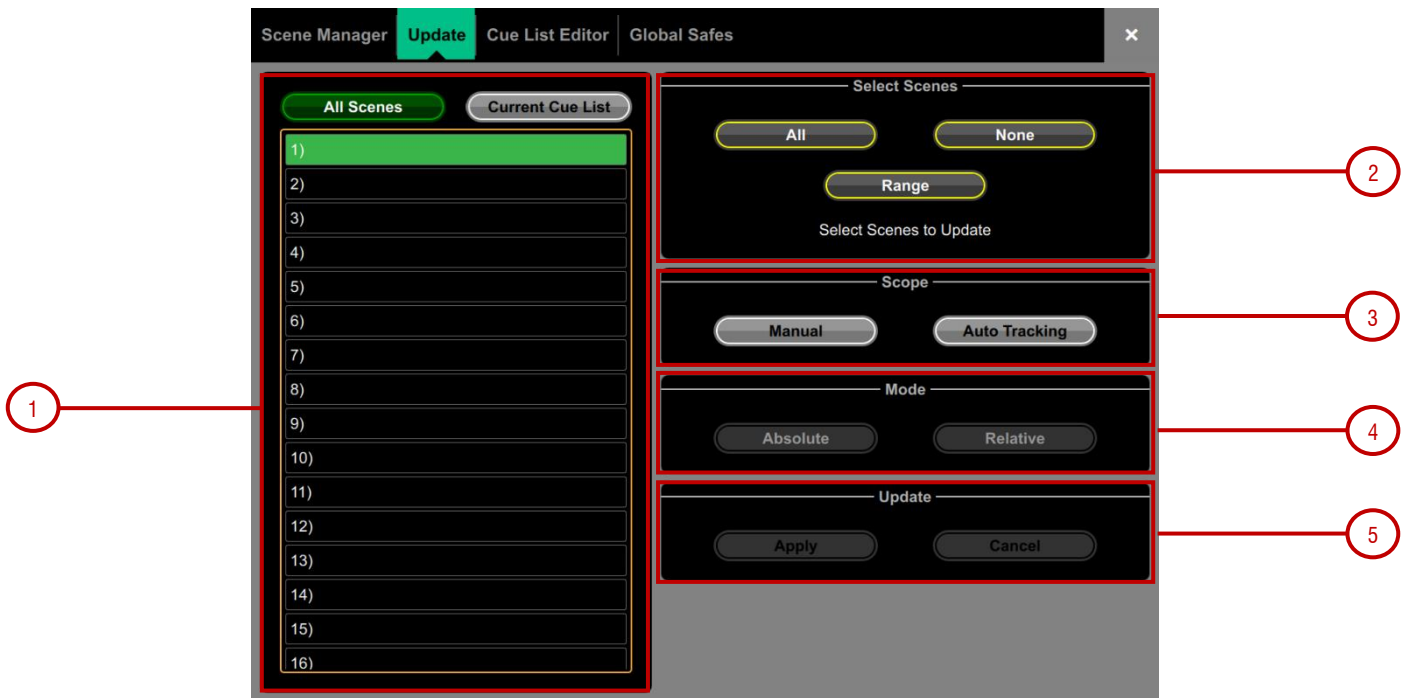 Scene Manager Update Cue List Editor Global Safes ×
All Scenes Current Cue List
1)
2)
3)
4)
5)
6)
7)
8)
9)
10)
11)
12)
13)
14)
15)
16)
Select Scenes
All None
Range
Select Scenes to Update
Scope
Manual Auto Tracking
Mode
Absolute Relative
Update
Apply Cancel
1
2
3
4
5